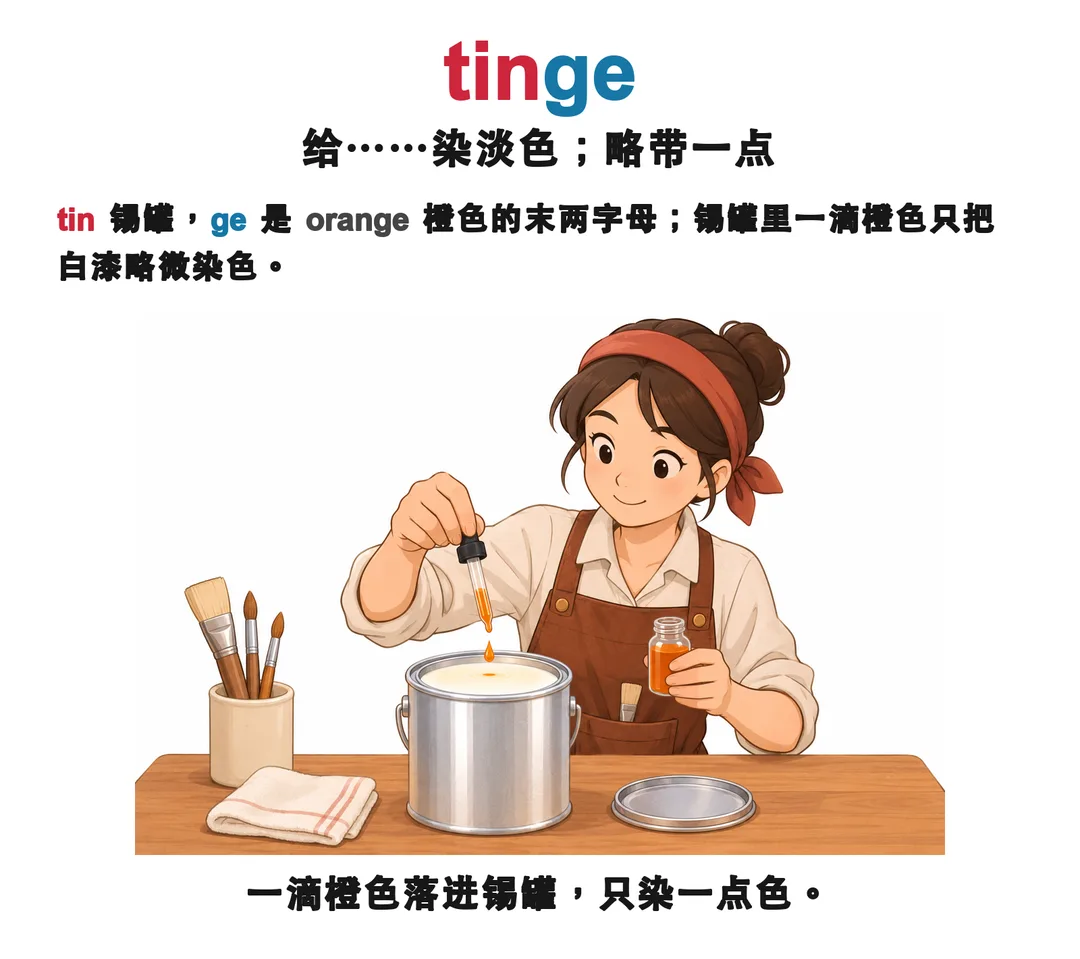 tinge
给……染淡色；略带一点
tin 锡罐，ge 是 orange 橙色的末两字母；锡罐里一滴橙色只把
白漆略微染色。
一滴橙色落进锡罐，只染一点色。